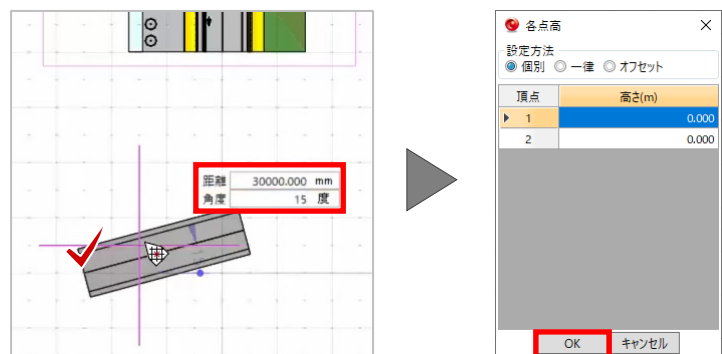 距離 30000.000 mm
角度 15 度
各点高
設定方法
個別 一律 オフセット
頂点 高さ(m)
1 0.000
2 0.000
OK キャンセル